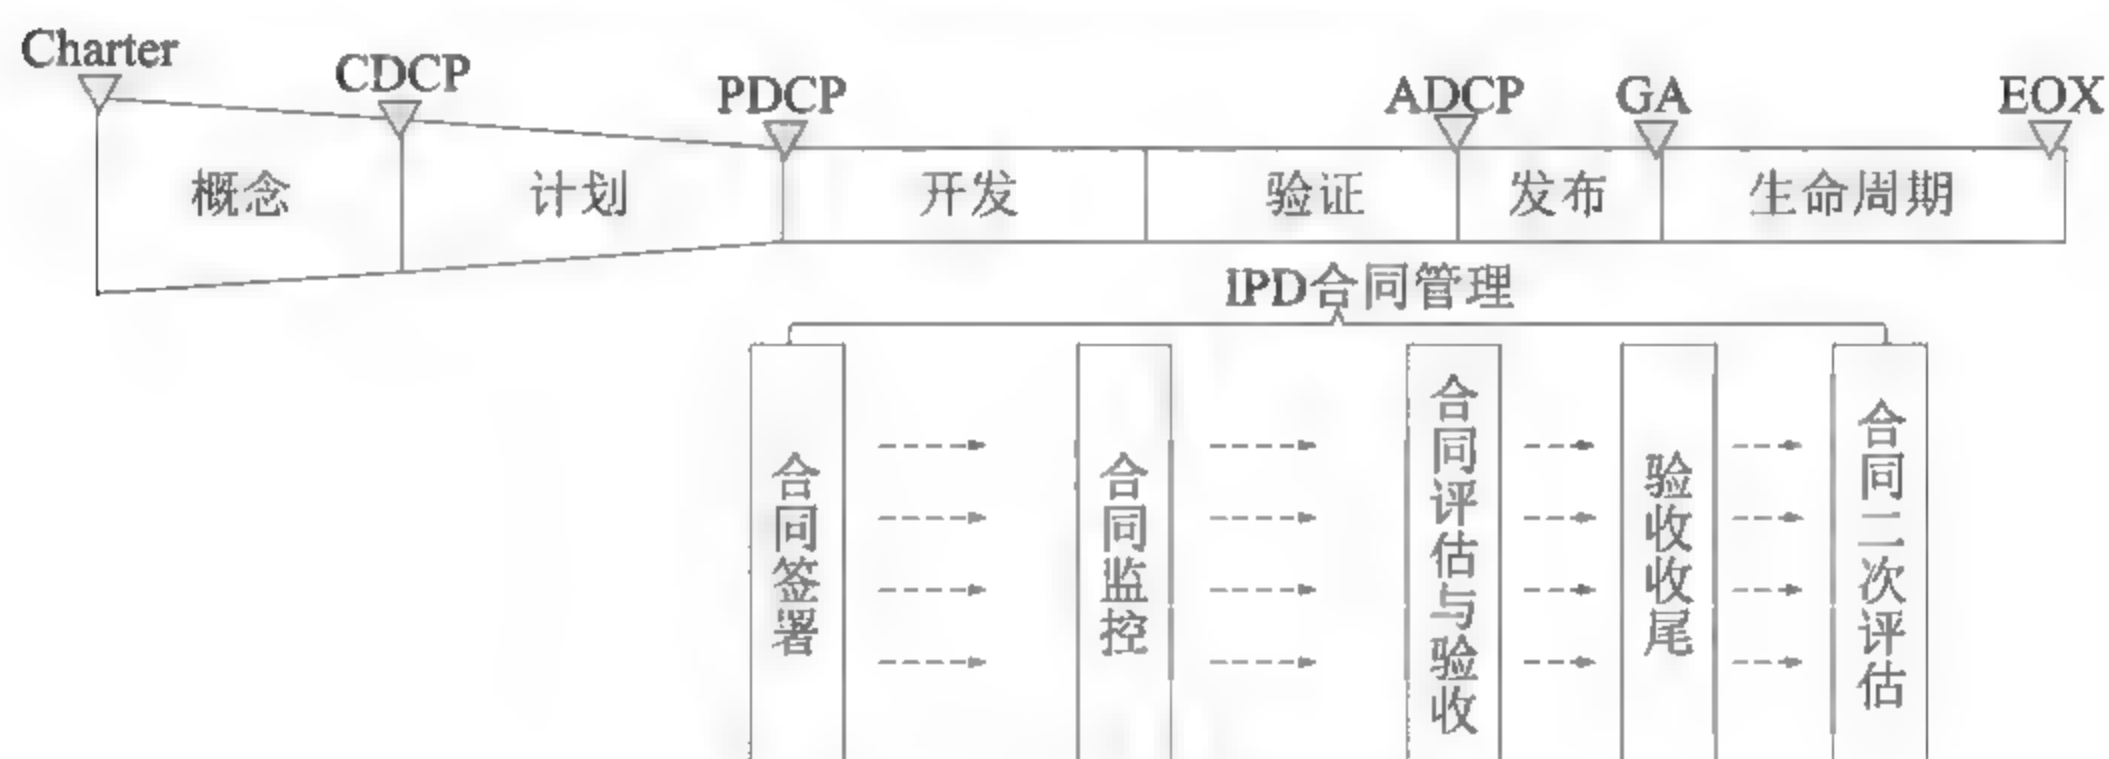 Charter
CDCP
PDCP
ADCP
GA
EOX
概念
计划
开发
验证
发布
生命周期
IPD合同管理
合同签署
合同监控
合同评估与验收
验收收尾
合同二次评估